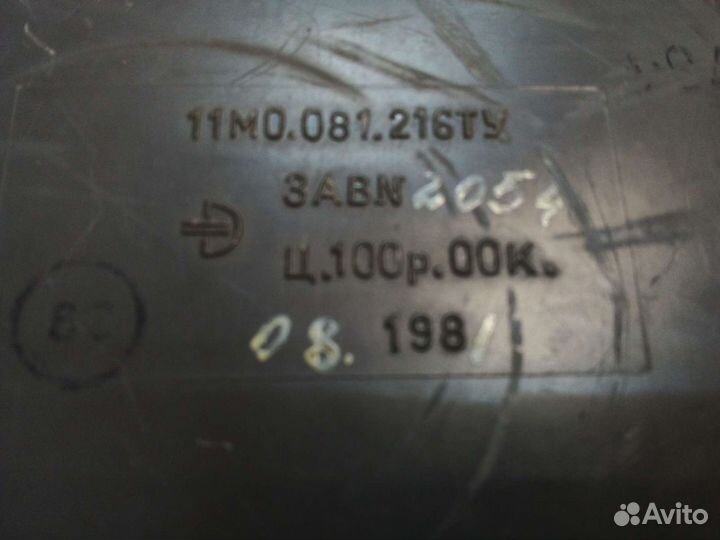 11М0.081.216ТУ
ЗАВN 2054
Ц.100р.00К.
08. 1981
Avito